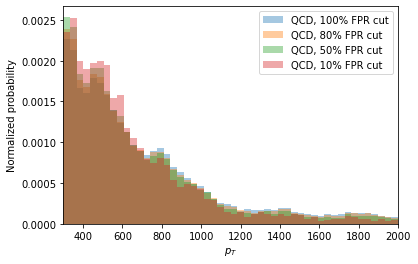 QCD, 100% FPR cut
QCD, 80% FPR cut
QCD, 50% FPR cut
QCD, 10% FPR cut
Normalized probability
0.0025
0.0020
0.0015
0.0010
0.0005
0.0000
400 600 800 1000 1200 1400 1600 1800 2000
p_T